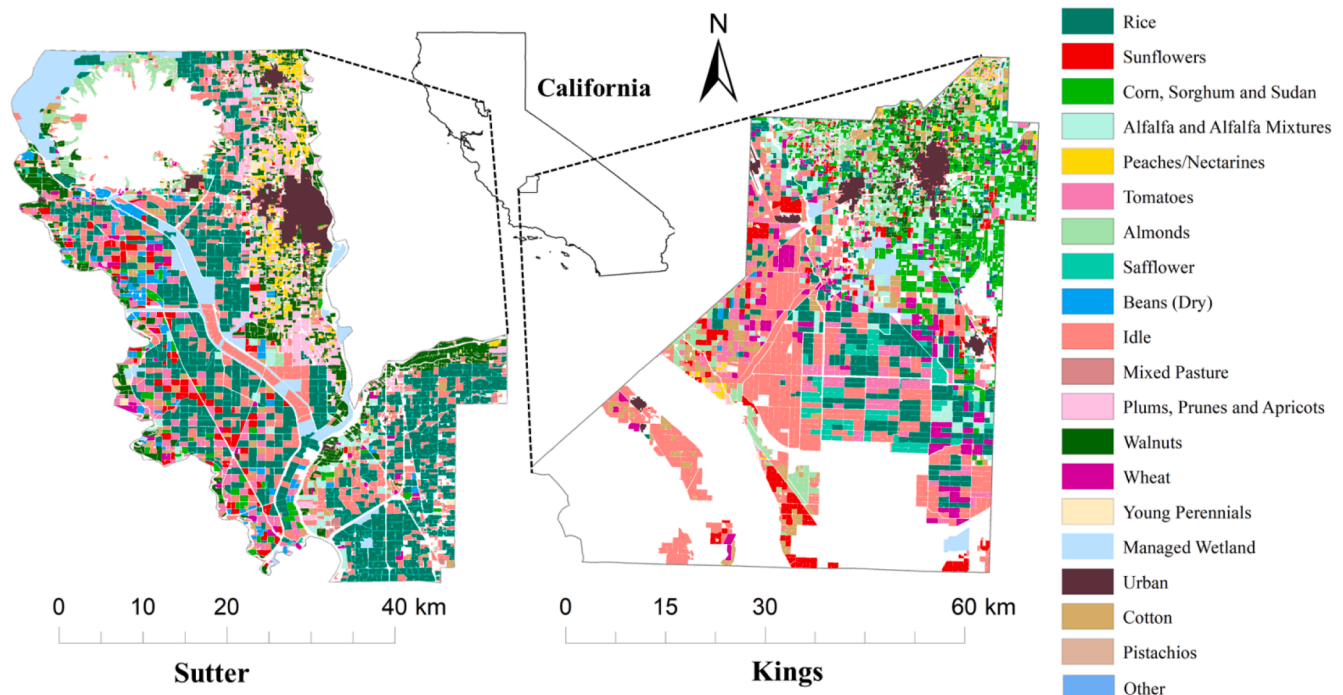 N
California
0 10 20 40 km
Sutter
0 15 30 60 km
Kings
Rice
Sunflowers
Corn, Sorghum and Sudan
Alfalfa and Alfalfa Mixtures
Peaches/Nectarines
Tomatoes
Almonds
Safflower
Beans (Dry)
Idle
Mixed Pasture
Plums, Prunes and Apricots
Walnuts
Wheat
Young Perennials
Managed Wetland
Urban
Cotton
Pistachios
Other